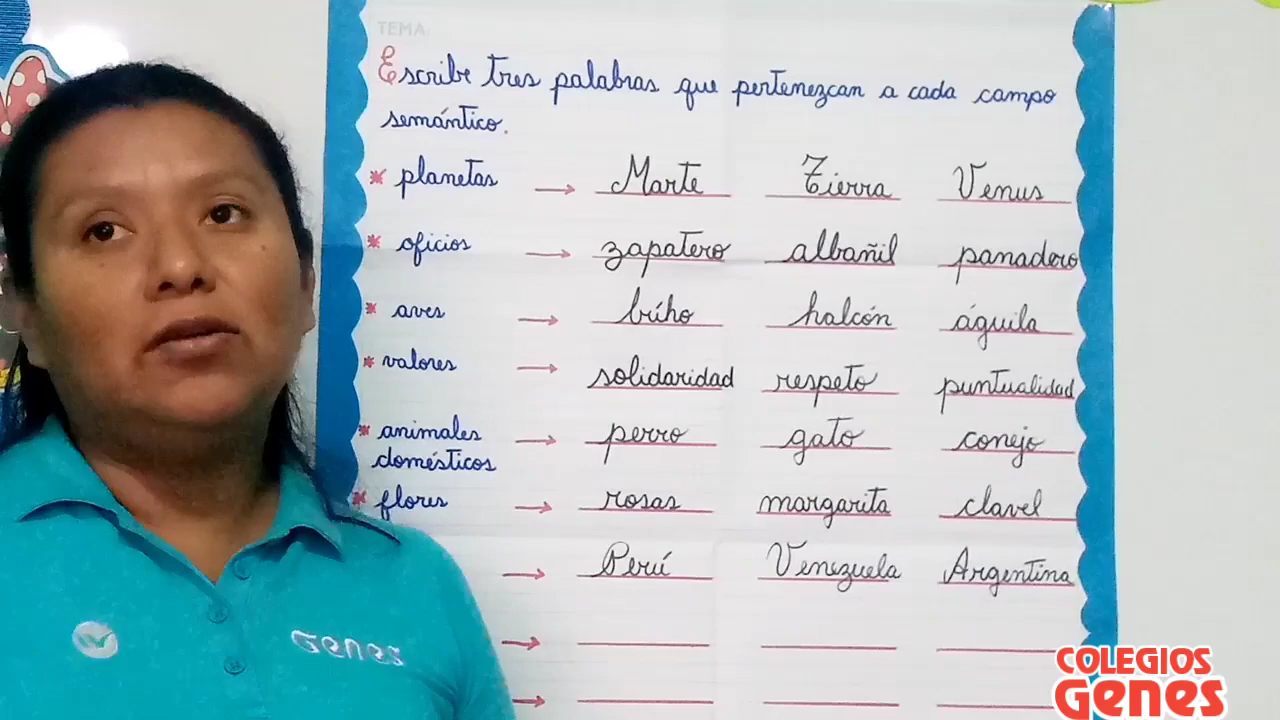 TEMA:
Escribe tres palabras que pertenezcan a cada campo
semántico.
* planetas → Marte Tierra Venus
* oficios → zapatero albañil panadero
* aves → búho halcón águila
* valores → solidaridad respeto puntualidad
* animales → perro gato conejo
domésticos
* flores → rosas margarita clavel
→ Perú Venezuela Argentina
→
→
Genes
COLEGIOS
Genes